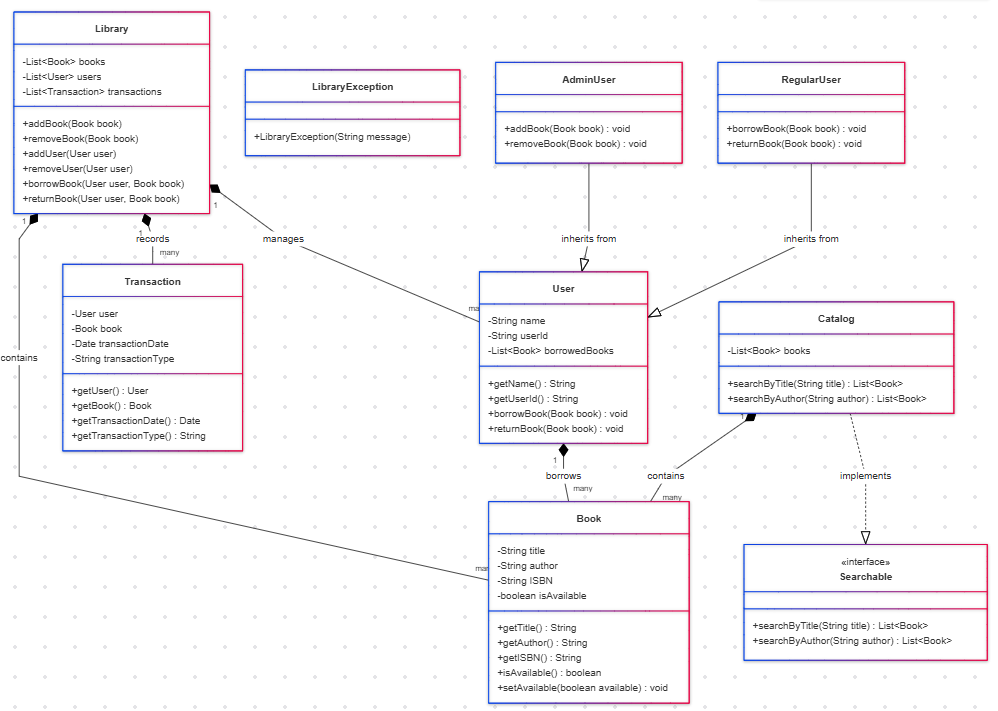 Library
-List<Book> books
-List<User> users
-List<Transaction> transactions
+addBook(Book book)
+removeBook(Book book)
+addUser(User user)
+removeUser(User user)
+borrowBook(User user, Book book)
+returnBook(User user, Book book)
LibraryException
+LibraryException(String message)
AdminUser
+addBook(Book book) : void
+removeBook(Book book) : void
RegularUser
+borrowBook(Book book) : void
+returnBook(Book book) : void
1
1
1
records
many
manages
inherits from
inherits from
contains
Transaction
-User user
-Book book
-Date transactionDate
-String transactionType
+getUser() : User
+getBook() : Book
+getTransactionDate() : Date
+getTransactionType() : String
ma
User
-String name
-String userId
-List<Book> borrowedBooks
+getName() : String
+getUserId() : String
+borrowBook(Book book) : void
+returnBook(Book book) : void
Catalog
-List<Book> books
+searchByTitle(String title) : List<Book>
+searchByAuthor(String author) : List<Book>
1
1
borrows
many
contains
many
implements
mar
Book
-String title
-String author
-String ISBN
-boolean isAvailable
+getTitle() : String
+getAuthor() : String
+getISBN() : String
+isAvailable() : boolean
+setAvailable(boolean available) : void
«interface»
Searchable
+searchByTitle(String title) : List<Book>
+searchByAuthor(String author) : List<Book>